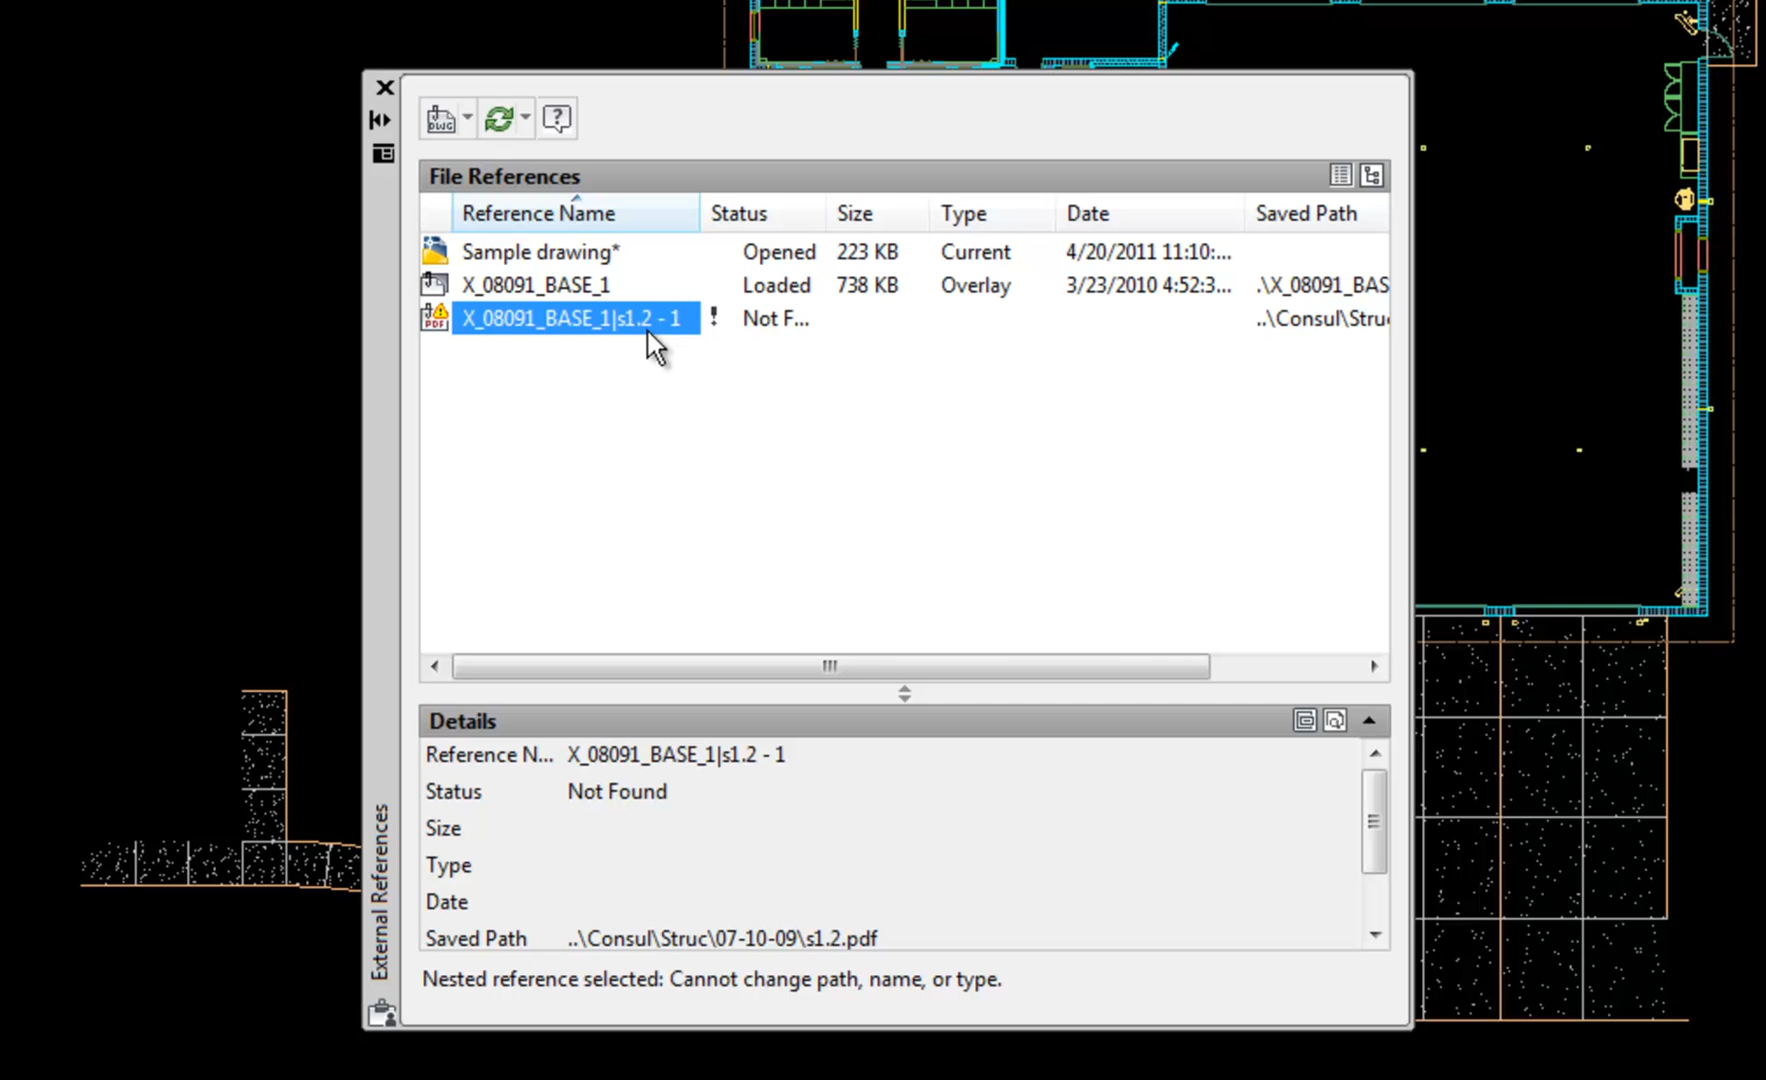 DWG
?
File References
Reference Name Status Size Type Date Saved Path
Sample drawing* Opened 223 KB Current 4/20/2011 11:10:...
X_08091_BASE_1 Loaded 738 KB Overlay 3/23/2010 4:52:3... .\X_08091_BAS
PDF X_08091_BASE_1|s1.2 - 1 ! Not F... ..\Consul\Struc
Details
Reference N... X_08091_BASE_1|s1.2 - 1
Status Not Found
Size
Type
Date
Saved Path ..\Consul\Struc\07-10-09\s1.2.pdf
Nested reference selected: Cannot change path, name, or type.
External References